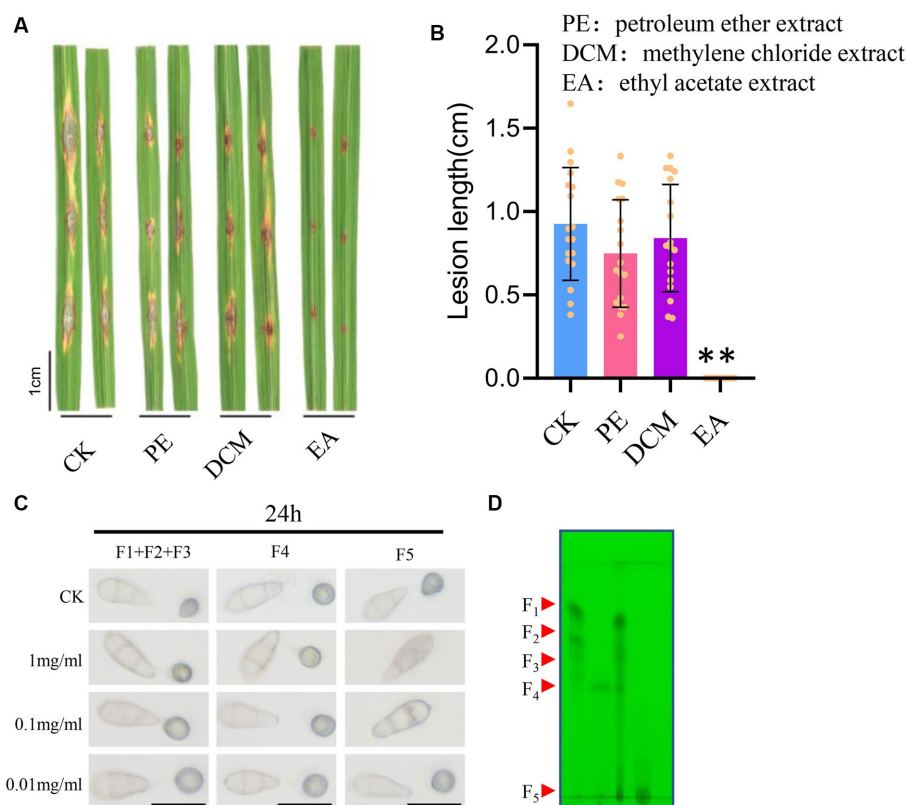 A
1cm
CK PE DCM EA
B
PE：petroleum ether extract
DCM：methylene chloride extract
EA：ethyl acetate extract
Lesion length(cm)
2.0
1.5
1.0
0.5
0.0
**
CK PE DCM EA
C
24h
F1+F2+F3 F4 F5
CK
1mg/ml
0.1mg/ml
0.01mg/ml
D
F1
F2
F3
F4
F5